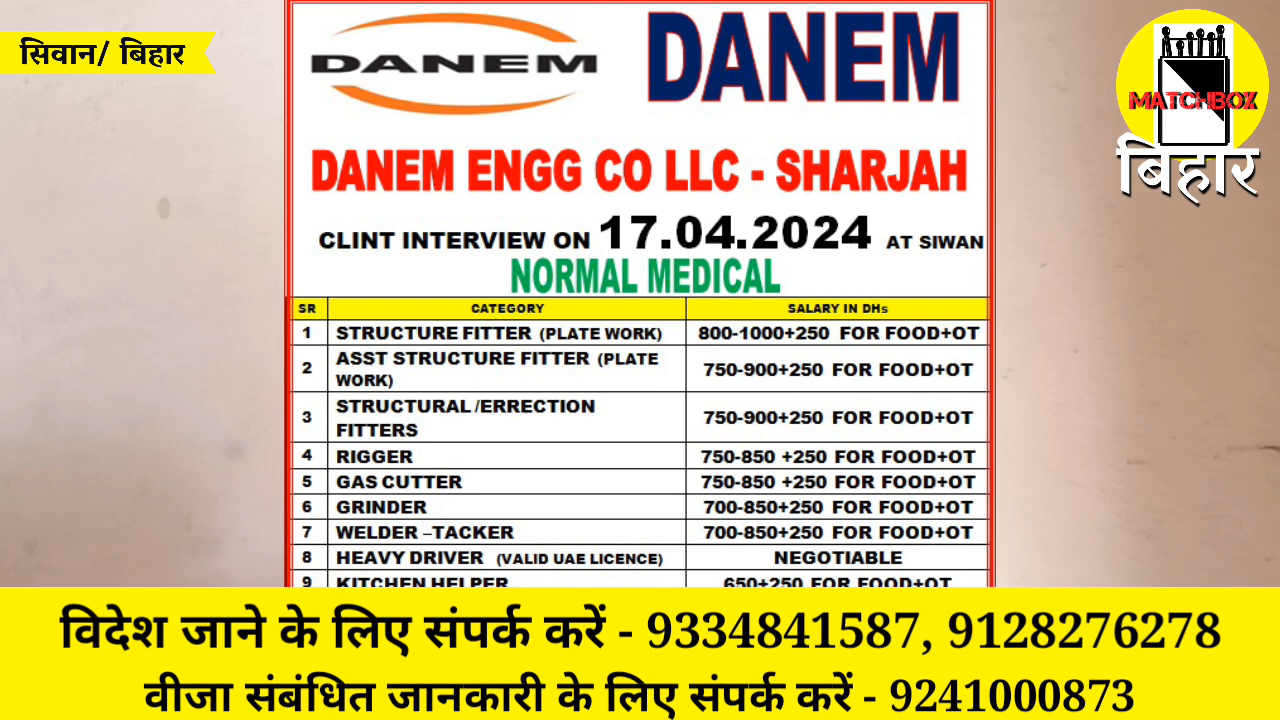 सिवान/ बिहार
DANEM
DANEM
MATCHBOX
बिहार
DANEM ENGG CO LLC - SHARJAH
CLINT INTERVIEW ON 17.04.2024 AT SIWAN
NORMAL MEDICAL
SR CATEGORY SALARY IN DHs
1 STRUCTURE FITTER (PLATE WORK) 800-1000+250 FOR FOOD+OT
2 ASST STRUCTURE FITTER (PLATE WORK) 750-900+250 FOR FOOD+OT
3 STRUCTURAL/ERRECTION FITTERS 750-900+250 FOR FOOD+OT
4 RIGGER 750-850 +250 FOR FOOD+OT
5 GAS CUTTER 750-850 +250 FOR FOOD+OT
6 GRINDER 700-850+250 FOR FOOD+OT
7 WELDER –TACKER 700-850+250 FOR FOOD+OT
8 HEAVY DRIVER (VALID UAE LICENCE) NEGOTIABLE
9 KITCHEN HELPER 650+250 FOR FOOD+OT
विदेश जाने के लिए संपर्क करें - 9334841587, 9128276278
वीजा संबंधित जानकारी के लिए संपर्क करें - 9241000873